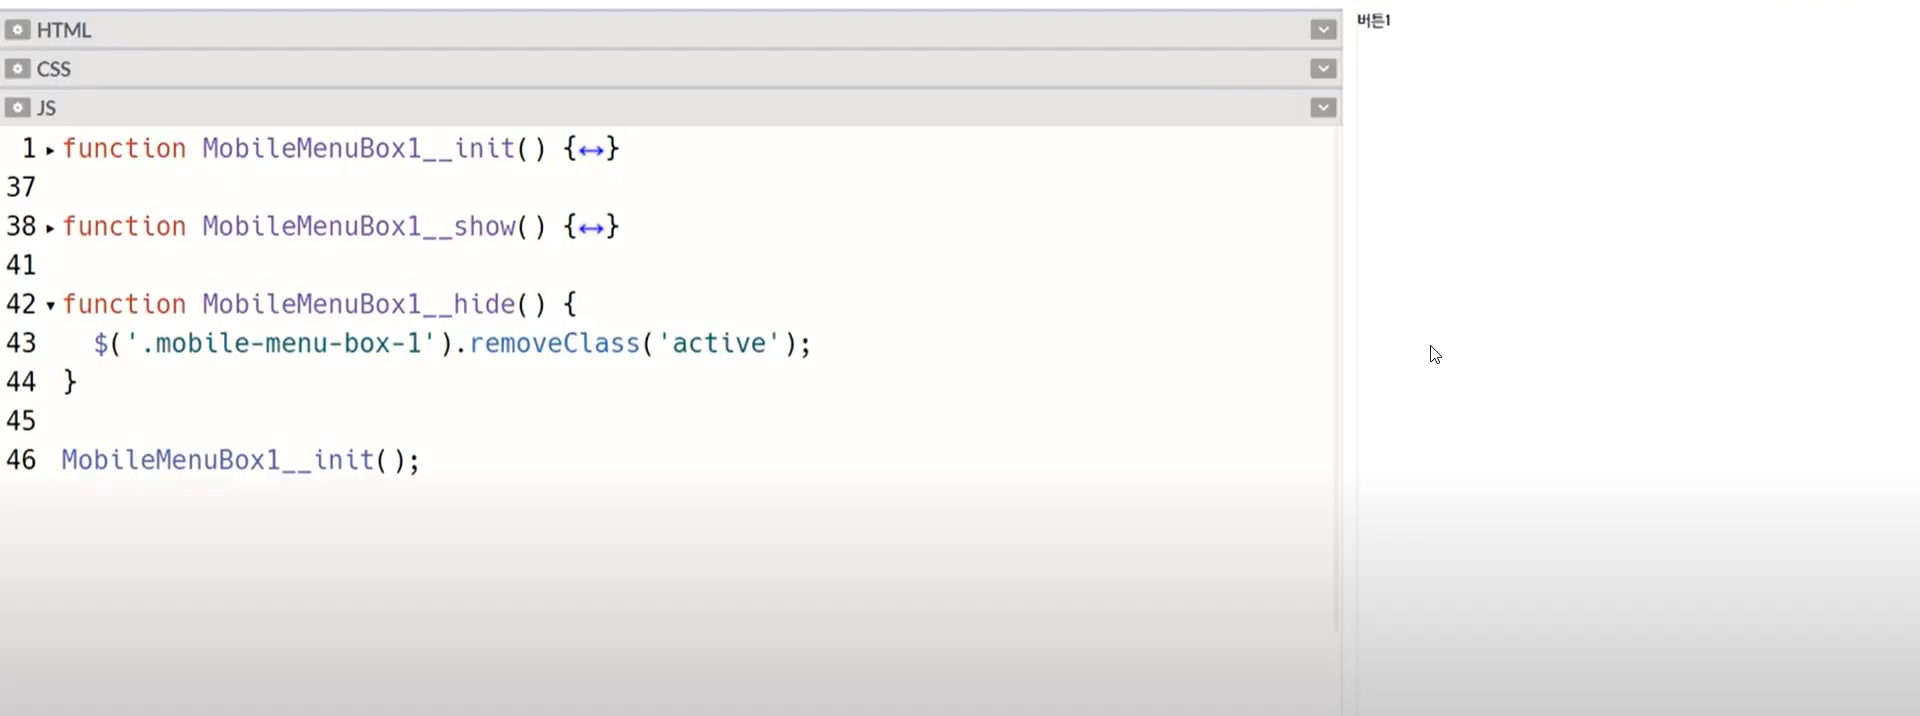 HTML
CSS
JS
1 function MobileMenuBox1__init() {↔}
37
38 function MobileMenuBox1__show() {↔}
41
42 function MobileMenuBox1__hide() {
43 $('.mobile-menu-box-1').removeClass('active');
44 }
45
46 MobileMenuBox1__init();
버튼1